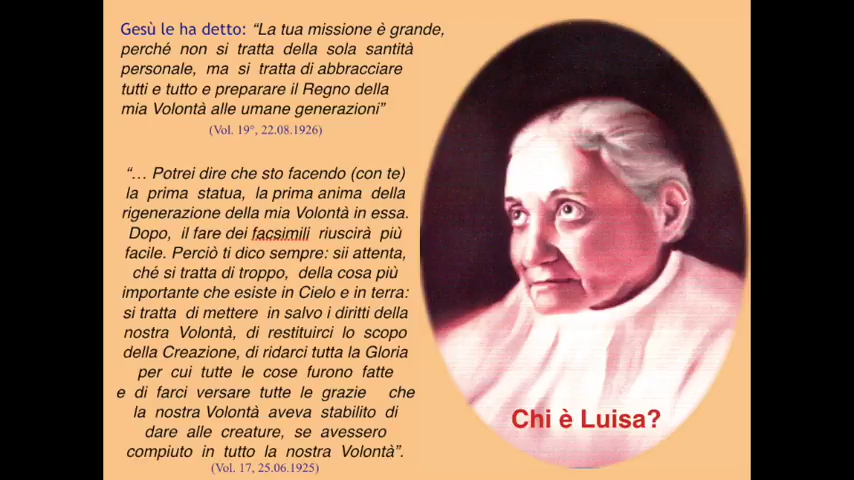 Gesù le ha detto: “La tua missione è grande,
perché non si tratta della sola santità
personale, ma si tratta di abbracciare
tutti e tutto e preparare il Regno della
mia Volontà alle umane generazioni”
(Vol. 19°, 22.08.1926)
“… Potrei dire che sto facendo (con te)
la prima statua, la prima anima della
rigenerazione della mia Volontà in essa.
Dopo, il fare dei facsimili riuscirà più
facile. Perciò ti dico sempre: sii attenta,
ché si tratta di troppo, della cosa più
importante che esiste in Cielo e in terra:
si tratta di mettere in salvo i diritti della
nostra Volontà, di restituirci lo scopo
della Creazione, di ridarci tutta la Gloria
per cui tutte le cose furono fatte
e di farci versare tutte le grazie che
la nostra Volontà aveva stabilito di
dare alle creature, se avessero
compiuto in tutto la nostra Volontà”.
(Vol. 17, 25.06.1925)
Chi è Luisa?